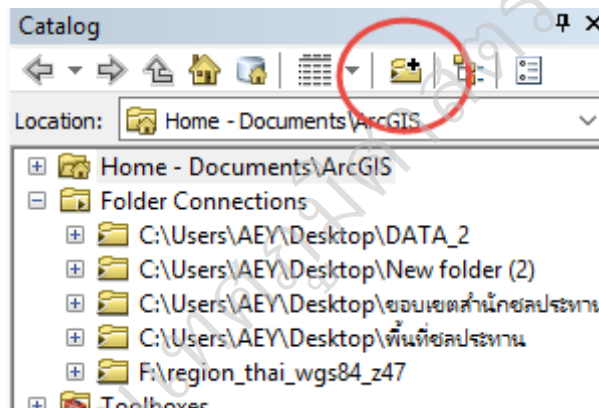 Catalog
Location: Home - Documents\ArcGIS
Home - Documents\ArcGIS
Folder Connections
C:\Users\AEY\Desktop\DATA_2
C:\Users\AEY\Desktop\New folder (2)
C:\Users\AEY\Desktop\ขอบเขตสำนักชลประทาน
C:\Users\AEY\Desktop\พื้นที่ชลประทาน
F:\region_thai_wgs84_z47
Toolboxes